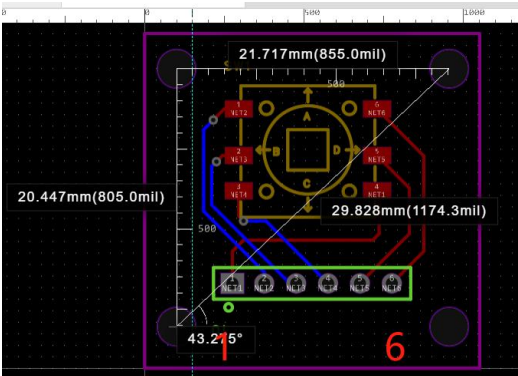 0 500 1000
21.717mm(855.0mil)
500
1 NET2
6 NET6
A
2 NET3
B
D
5 NET5
3 NET4
C
4 NET1
20.447mm(805.0mil)
29.828mm(1174.3mil)
500
1 2 3 4 5 6
NET1 NET2 NET3 NET4 NET5 NET6
43.275°
1 6